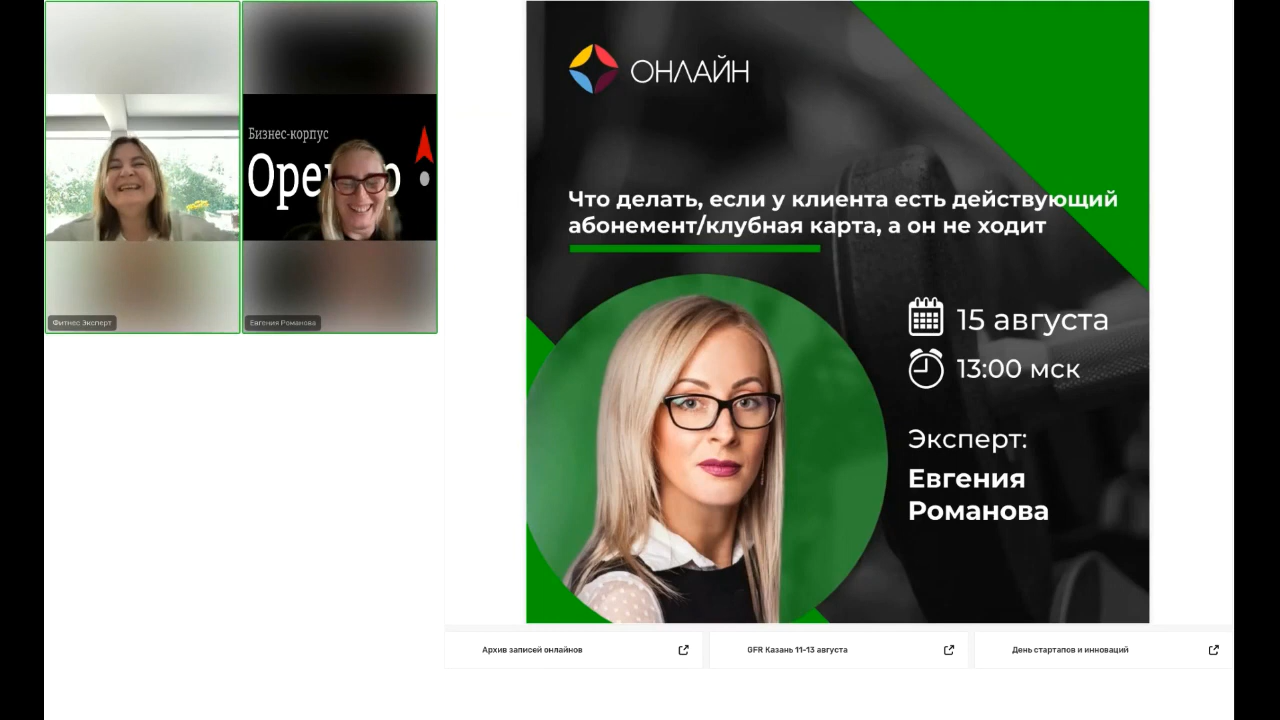 Бизнес-корпус
Фитнес Эксперт
Евгения Романова
ОНЛАЙН
Что делать, если у клиента есть действующий
абонемент/клубная карта, а он не ходит
15 августа
13:00 мск
Эксперт:
Евгения
Романова
Архив записей онлайнов
GFR Казань 11-13 августа
День стартапов и инноваций